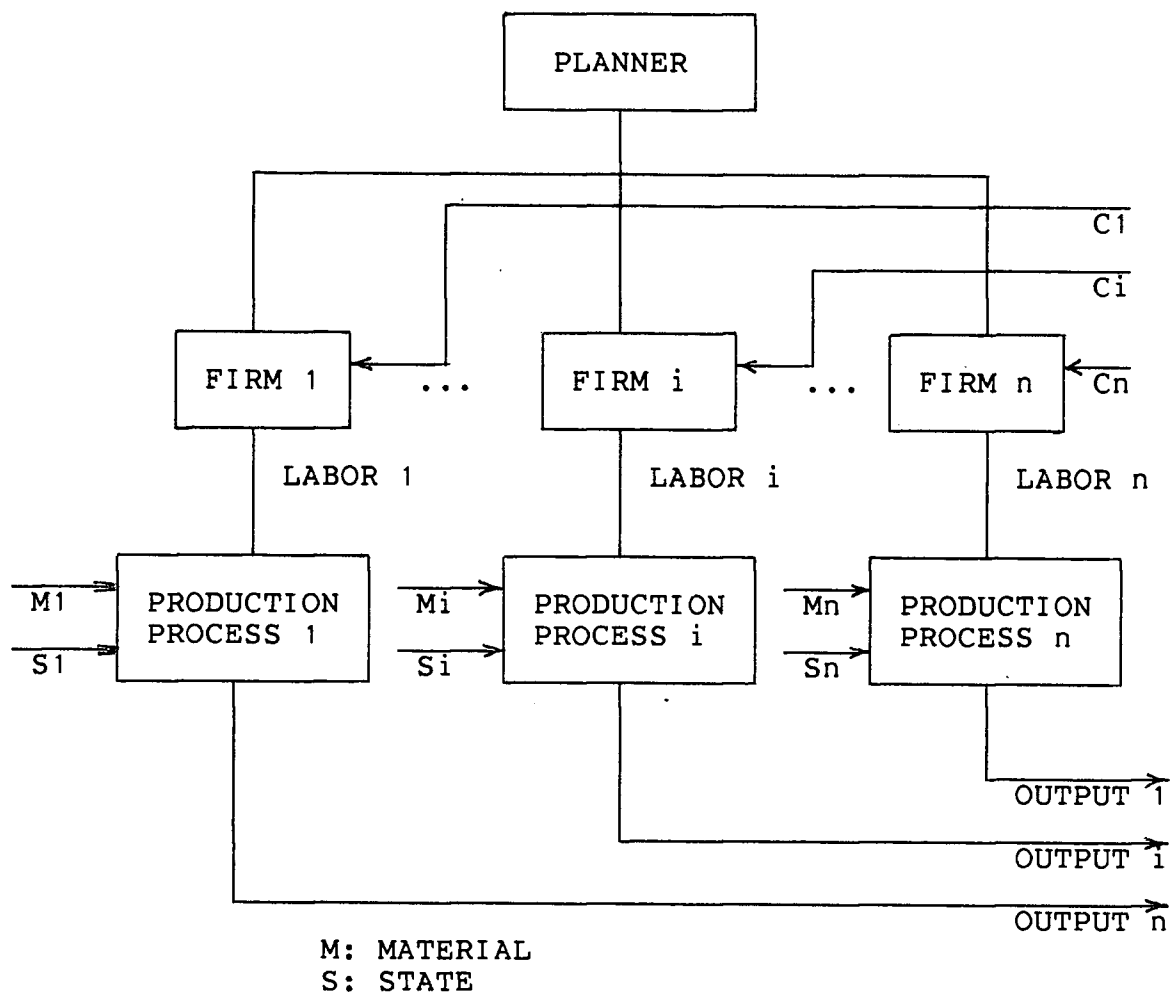 PLANNER
C1
Ci
FIRM 1
...
FIRM i
...
FIRM n
Cn
LABOR 1
LABOR i
LABOR n
M1
PRODUCTION
PROCESS 1
S1
Mi
PRODUCTION
PROCESS i
Si
Mn
PRODUCTION
PROCESS n
Sn
OUTPUT 1
OUTPUT i
OUTPUT n
M: MATERIAL
S: STATE